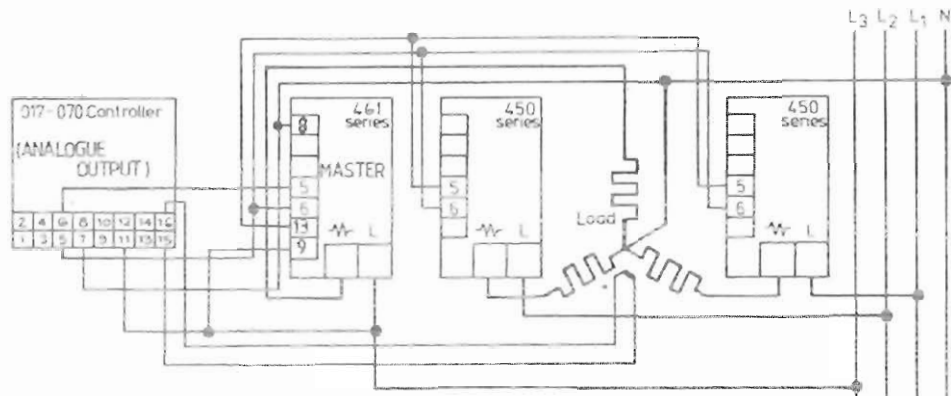 L3 L2 L1 N
017-070 Controller
(ANALOGUE
OUTPUT)
2 4 6 8 10 12 14 16
1 3 5 7 9 11 13 15
461
series
8
MASTER
5
6
13
9
L
450
series
5
6
L
Load
450
series
5
6
L